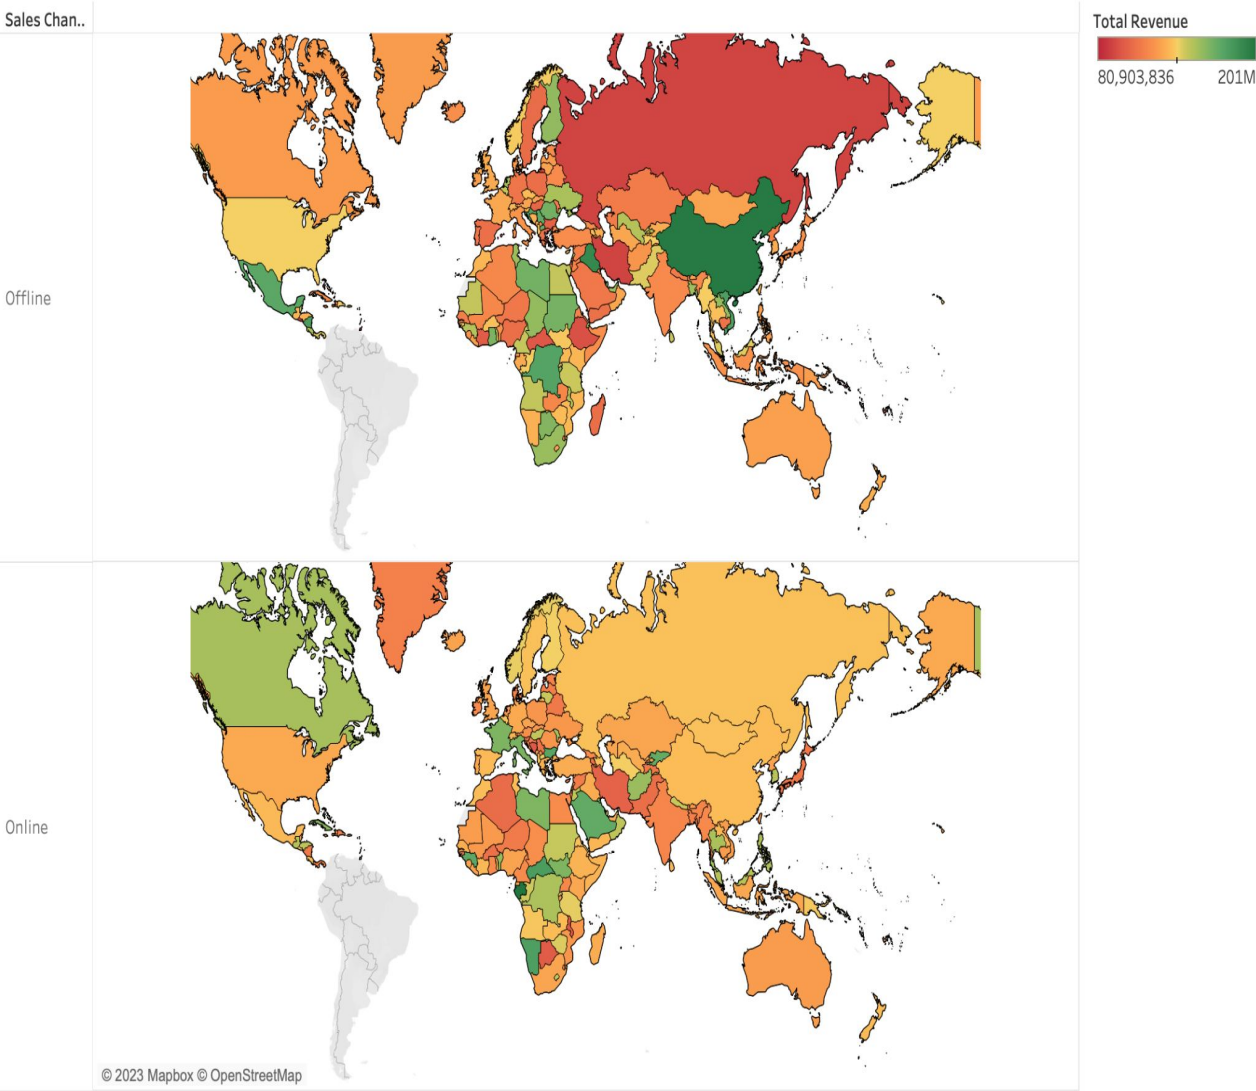 Sales Chan..
Total Revenue
80,903,836
201M
Offline
Online
© 2023 Mapbox © OpenStreetMap